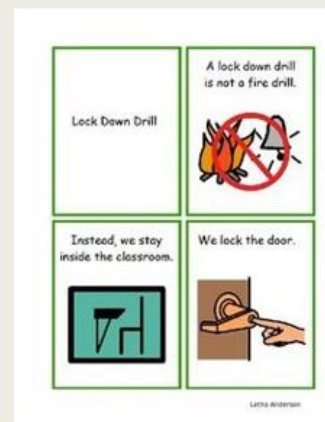 Lock Down Drill
A lock down drill
is not a fire drill.
Instead, we stay
inside the classroom.
We lock the door.
Letita Anderson